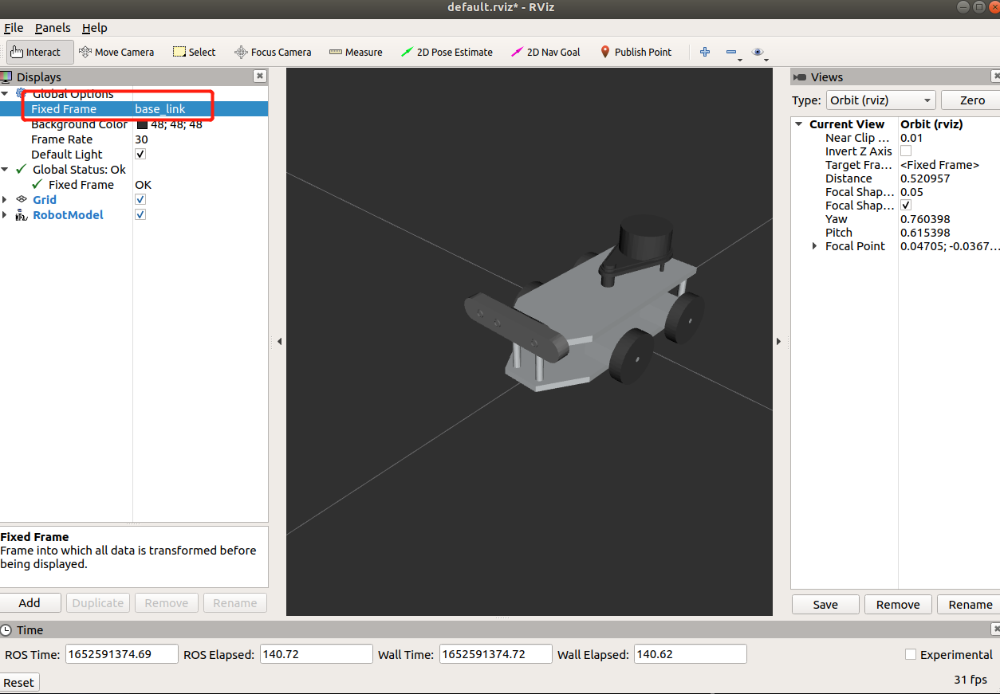 default.rviz* - RViz
File Panels Help
Interact Move Camera Select Focus Camera Measure 2D Pose Estimate 2D Nav Goal Publish Point
Displays
Global Options
Fixed Frame base_link
Background Color 48; 48; 48
Frame Rate 30
Default Light
Global Status: Ok
Fixed Frame OK
Grid
RobotModel
Fixed Frame
Frame into which all data is transformed before
being displayed.
Add Duplicate Remove Rename
Views
Type: Orbit (rviz) Zero
Current View Orbit (rviz)
Near Clip ... 0.01
Invert Z Axis
Target Fra... <Fixed Frame>
Distance 0.520957
Focal Shap... 0.05
Focal Shap...
Yaw 0.760398
Pitch 0.615398
Focal Point 0.04705; -0.0367...
Save Remove Rename
Time
ROS Time: 1652591374.69 ROS Elapsed: 140.72 Wall Time: 1652591374.72 Wall Elapsed: 140.62 Experimental
Reset 31 fps